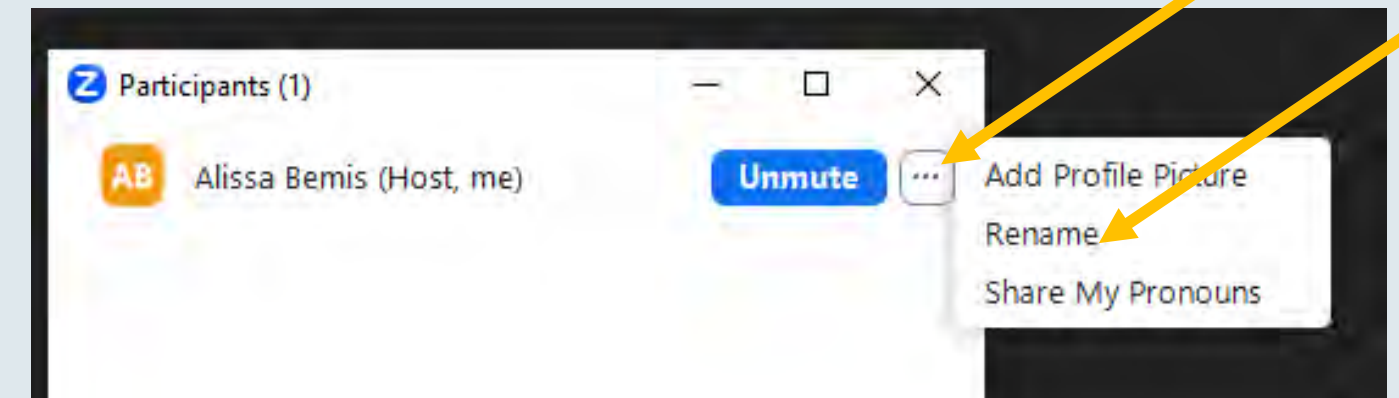 Z Participants (1)
AB Alissa Bemis (Host, me) Unmute ...
Add Profile Picture
Rename
Share My Pronouns